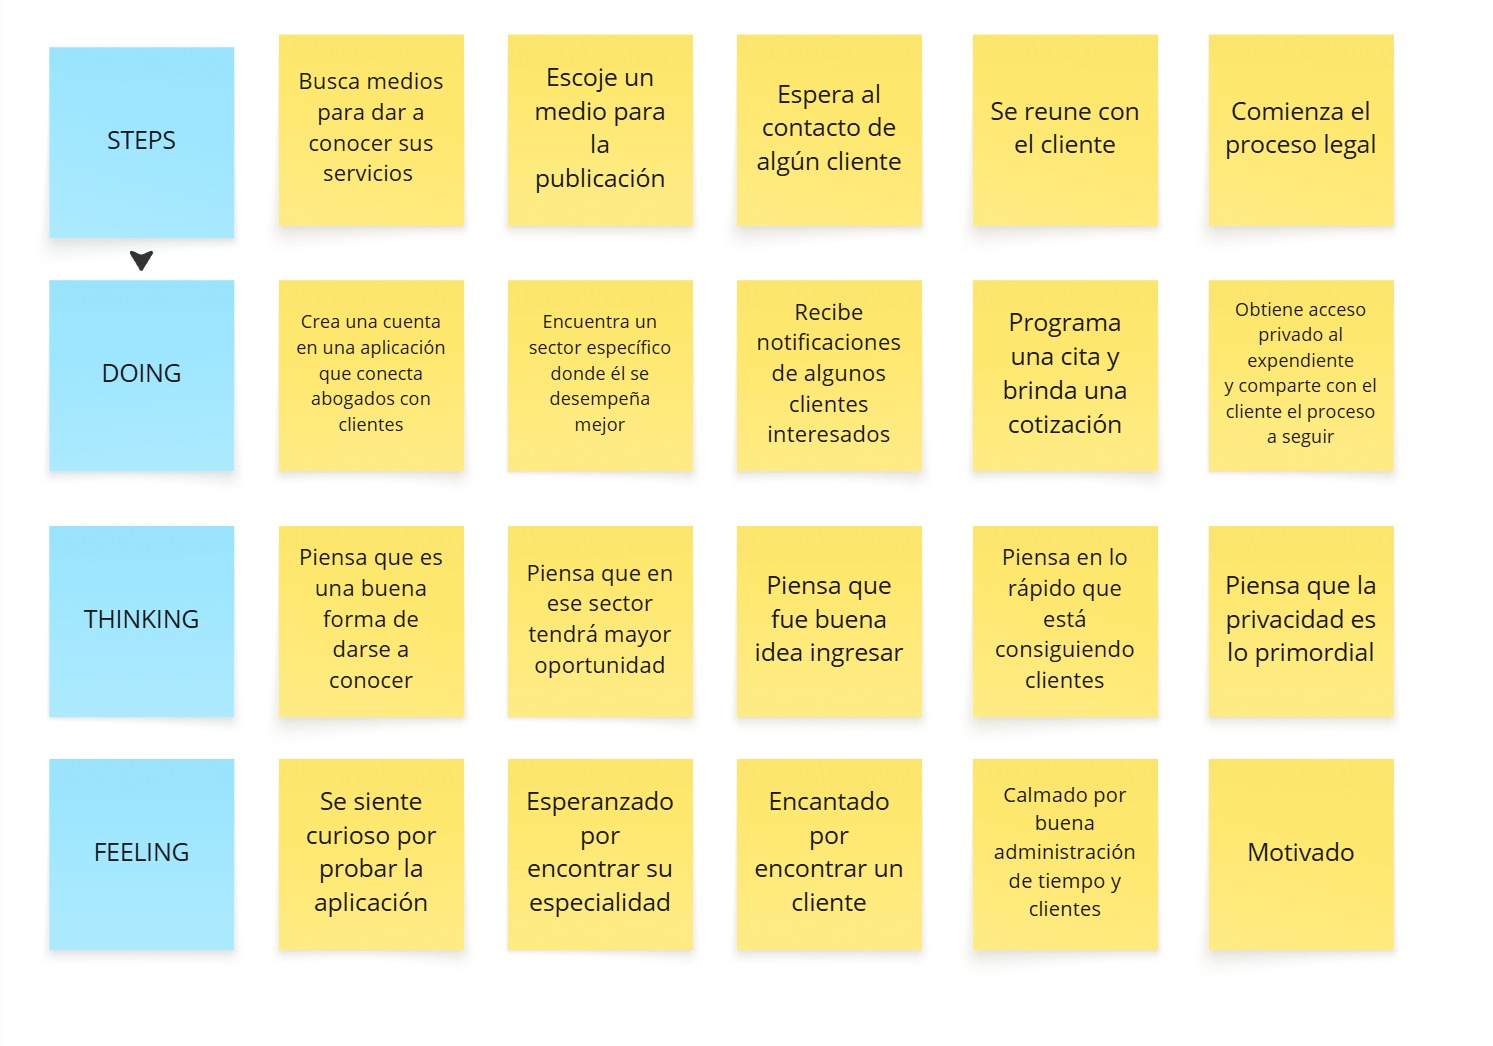 STEPS
Busca medios
para dar a
conocer sus
servicios
Escoje un
medio para
la
publicación
Espera al
contacto de
algún cliente
Se reune con
el cliente
Comienza el
proceso legal
DOING
Crea una cuenta
en una aplicación
que conecta
abogados con
clientes
Encuentra un
sector específico
donde él se
desempeña
mejor
Recibe
notificaciones
de algunos
clientes
interesados
Programa
una cita y
brinda una
cotización
Obtiene acceso
privado al
expendiente
y comparte con el
cliente el proceso
a seguir
THINKING
Piensa que es
una buena
forma de
darse a
conocer
Piensa que en
ese sector
tendrá mayor
oportunidad
Piensa que
fue buena
idea ingresar
Piensa en lo
rápido que
está
consiguiendo
clientes
Piensa que la
privacidad es
lo primordial
FEELING
Se siente
curioso por
probar la
aplicación
Esperanzado
por
encontrar su
especialidad
Encantado
por
encontrar un
cliente
Calmado por
buena
administración
de tiempo y
clientes
Motivado